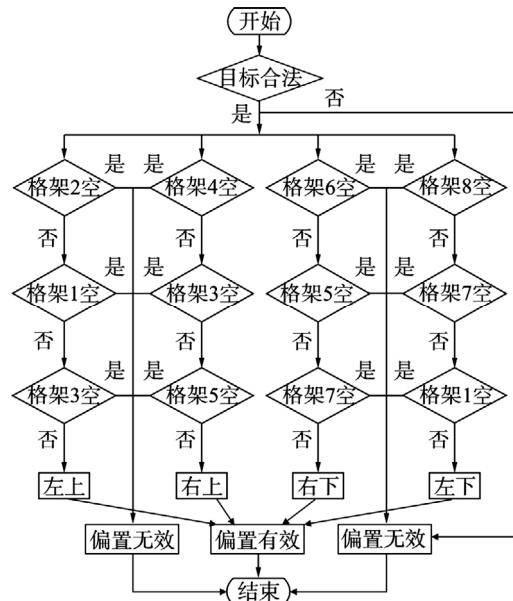 开始
目标合法
是 否
是 是 是 是
格架2空 格架4空 格架6空 格架8空
否 否 否 否
是 是 是 是
格架1空 格架3空 格架5空 格架7空
否 否 否 否
是 是 是 是
格架3空 格架5空 格架7空 格架1空
否 否 否 否
左上 右上 右下 左下
偏置无效 偏置有效 偏置无效
结束